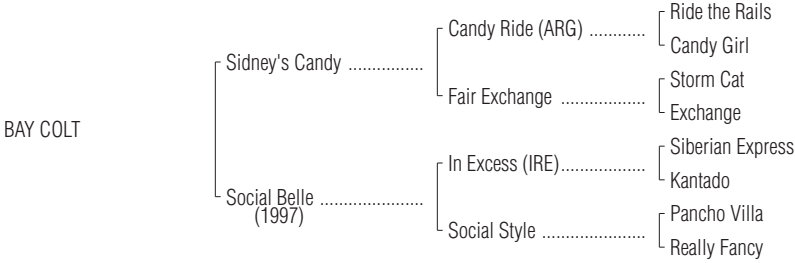 Ride the Rails
Candy Ride (ARG) ............
Candy Girl
Sidney's Candy ................
Storm Cat
Fair Exchange ..................
Exchange
BAY COLT
Siberian Express
In Excess (IRE)..................
Kantado
Social Belle ......................
(1997)
Pancho Villa
Social Style ......................
Really Fancy